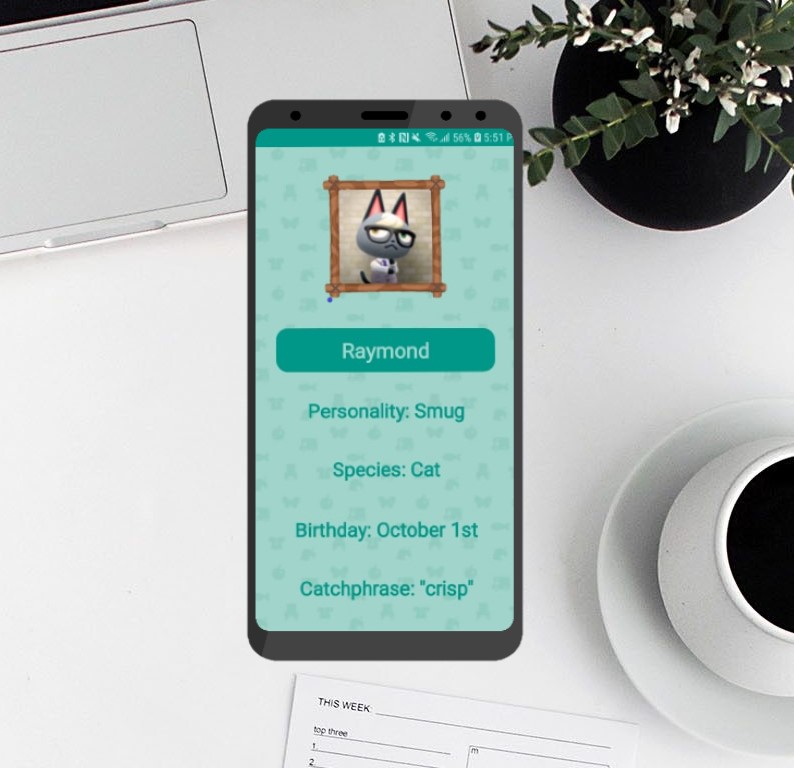 56% 5:51 P
Raymond
Personality: Smug
Species: Cat
Birthday: October 1st
Catchphrase: "crisp"
THIS WEEK:
top three
1.
2.
m